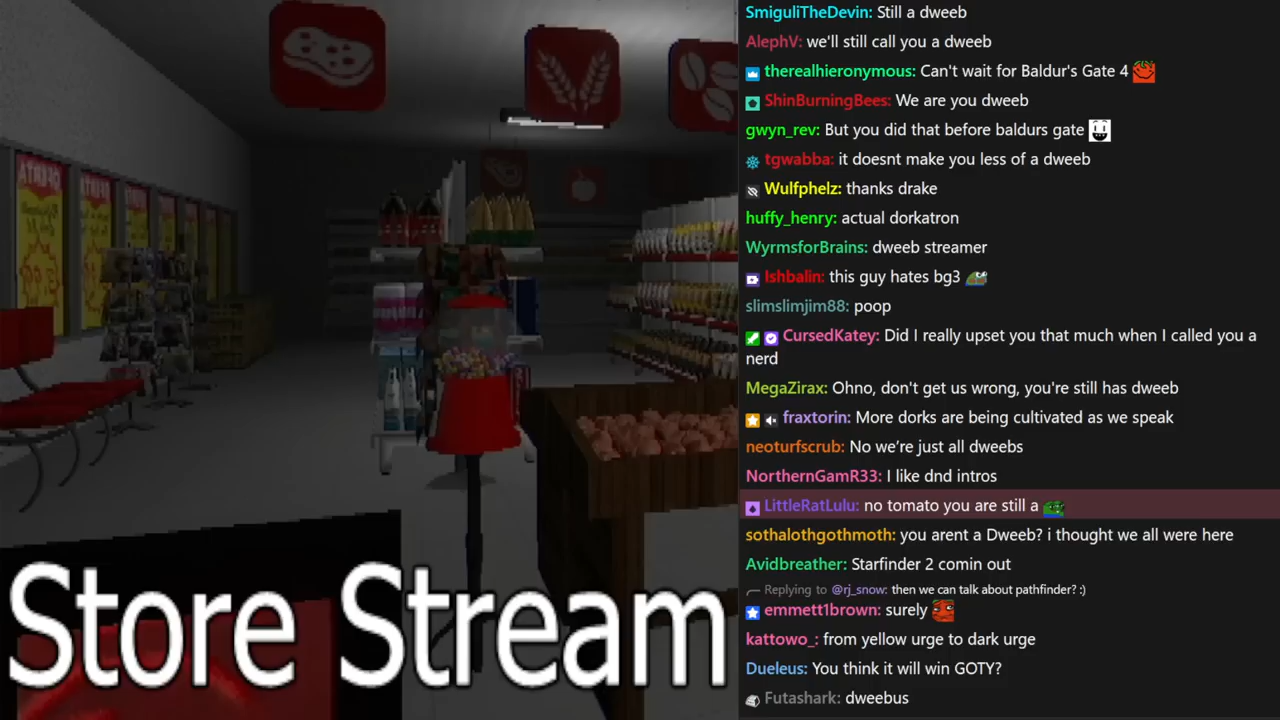 SmiguliTheDevin: Still a dweeb
AlephV: we'll still call you a dweeb
therealhieronymous: Can't wait for Baldur's Gate 4
ShinBurningBees: We are you dweeb
gwyn_rev: But you did that before baldurs gate
tgwabba: it doesnt make you less of a dweeb
Wulfphelz: thanks drake
huffy_henry: actual dorkatron
WyrmsforBrains: dweeb streamer
Ishbalin: this guy hates bg3
slimslimjim88: poop
CursedKatey: Did I really upset you that much when I called you a
nerd
MegaZirax: Ohno, don't get us wrong, you're still has dweeb
fraxtorin: More dorks are being cultivated as we speak
neoturfscrub: No we're just all dweebs
NorthernGamR33: I like dnd intros
LittleRatLulu: no tomato you are still a
sothalothgothmoth: you arent a Dweeb? i thought we all were here
Avidbreather: Starfinder 2 comin out
Replying to @rj_snow: then we can talk about pathfinder? :)
emmett1brown: surely
kattowo_: from yellow urge to dark urge
Dueleus: You think it will win GOTY?
Futashark: dweebus
Store Stream